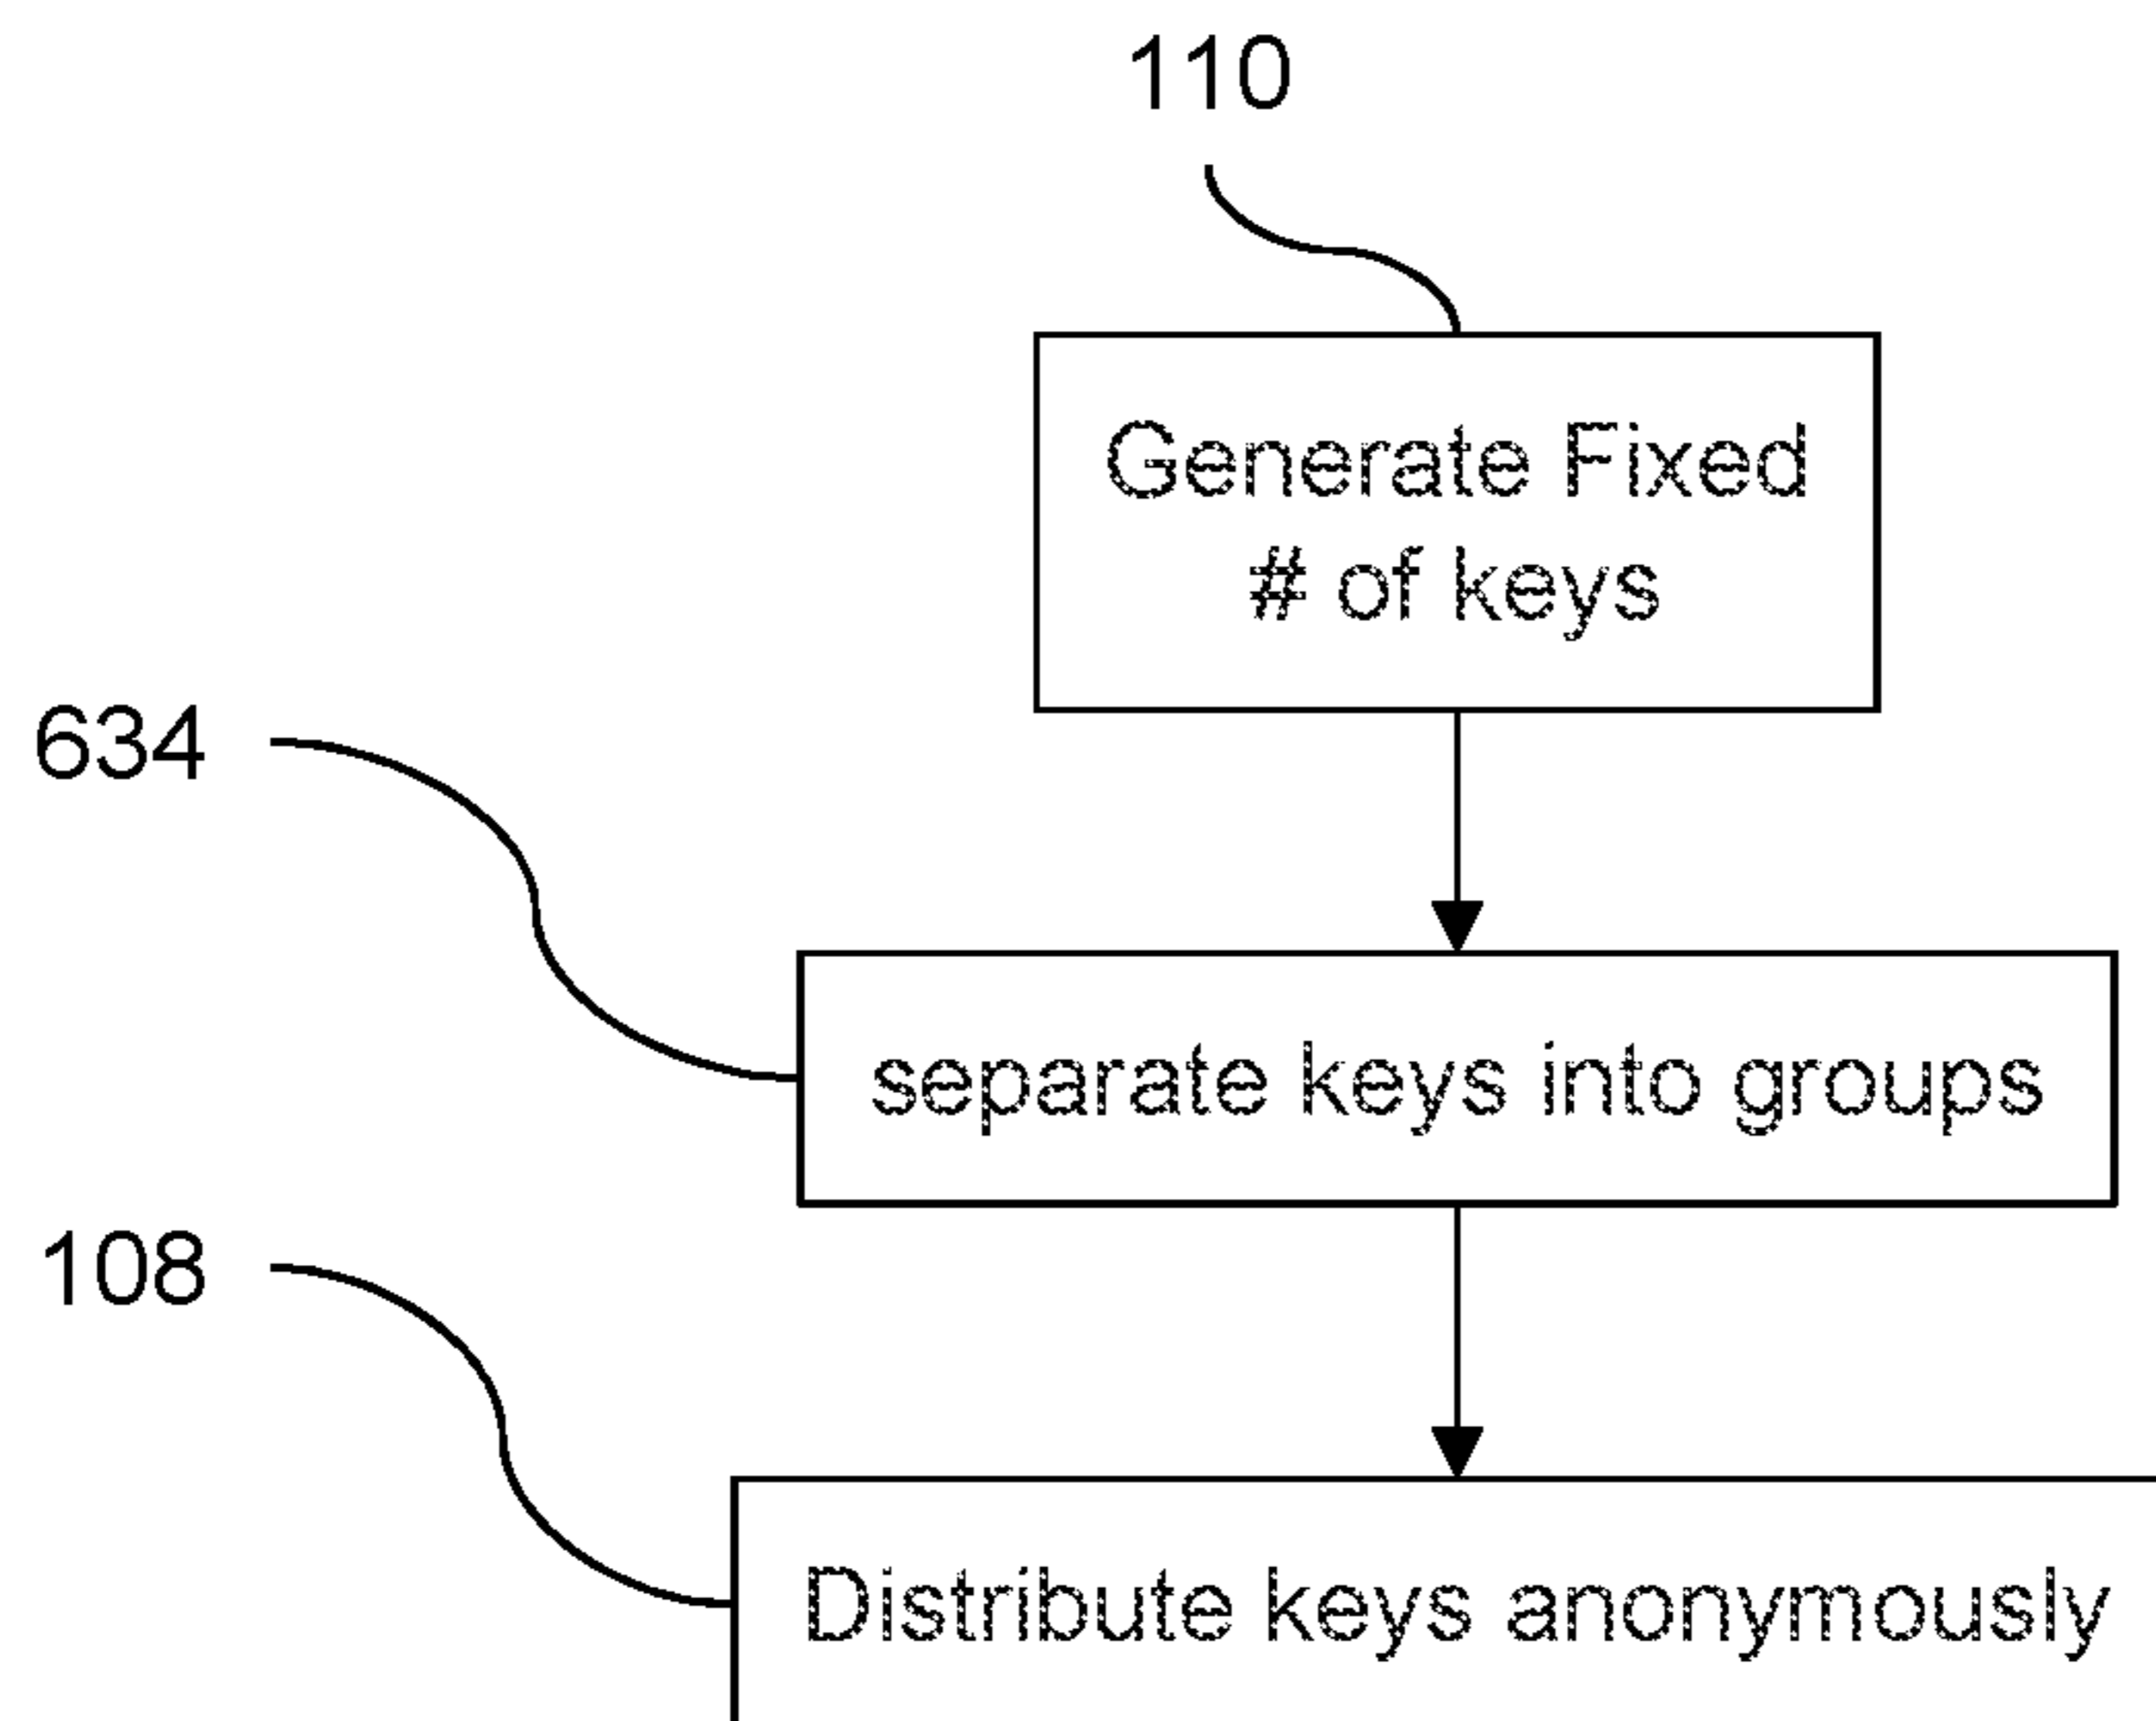 110
Generate Fixed
# of keys
634
separate keys into groups
108
Distribute keys anonymously